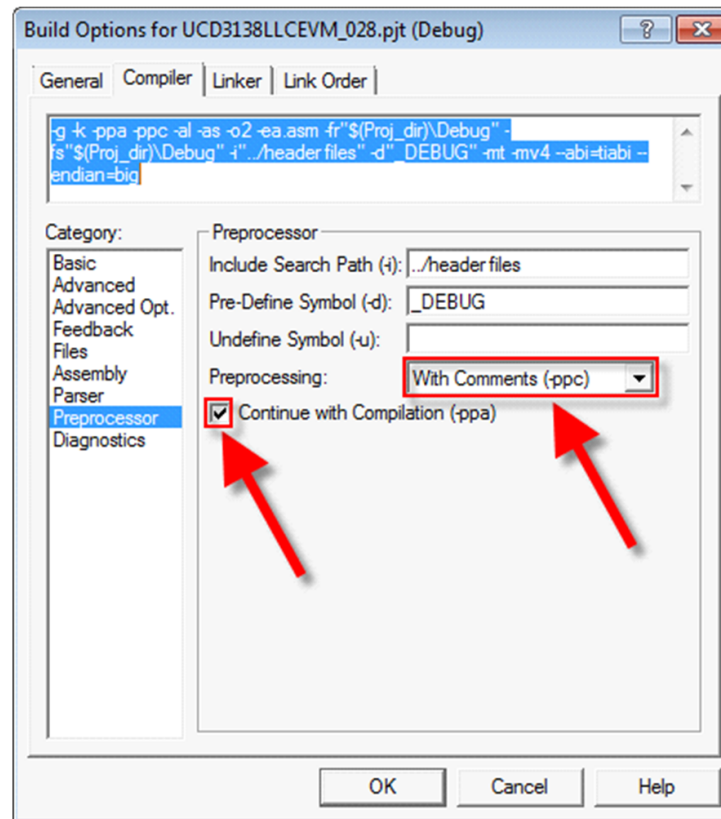 Build Options for UCD3138LLCEVM_028.pjt (Debug)
General Compiler Linker Link Order
-g -k -ppa -ppc -al -as -o2 -ea.asm -fr"$(Proj_dir)\Debug" -
fs"$(Proj_dir)\Debug" -i"../header files" -d"_DEBUG" -mt -mv4 --abi=tiabi --
endian=big
Category:
Basic
Advanced
Advanced Opt.
Feedback
Files
Assembly
Parser
Preprocessor
Diagnostics
Preprocessor
Include Search Path (-i): ../header files
Pre-Define Symbol (-d): _DEBUG
Undefine Symbol (-u):
Preprocessing: With Comments (-ppc)
Continue with Compilation (-ppa)
OK Cancel Help